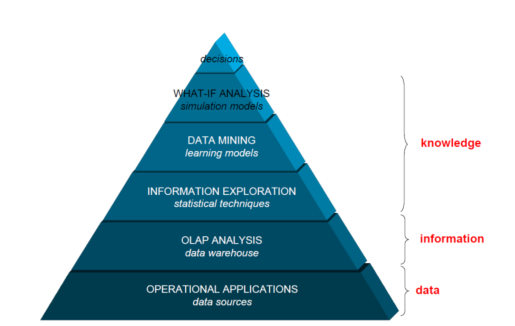 decisions
WHAT-IF ANALYSIS
simulation models
DATA MINING
learning models
knowledge
INFORMATION EXPLORATION
statistical techniques
OLAP ANALYSIS
data warehouse
information
OPERATIONAL APPLICATIONS
data sources
data